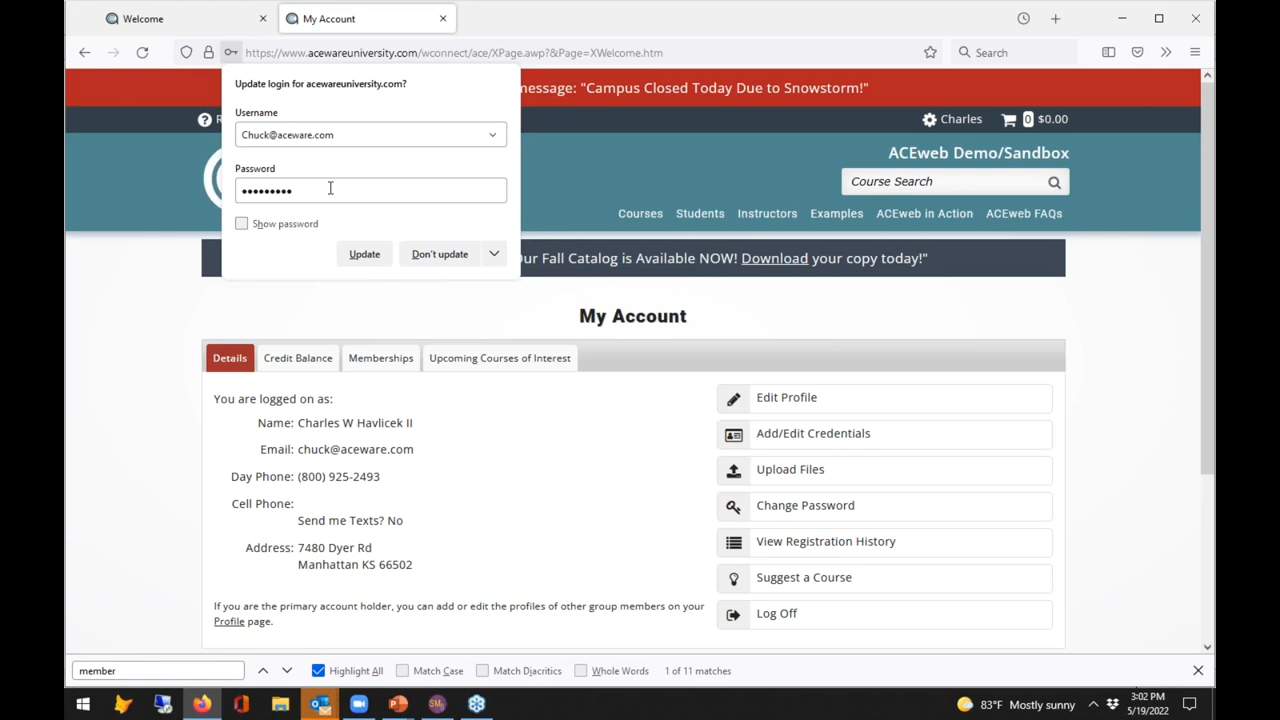 Welcome
My Account
https://www.acewareuniversity.com/wconnect/ace/XPage.awp?&Page=XWelcome.htm
Search
Update login for acewareuniversity.com?
Username
Chuck@aceware.com
Password
•••••••••
Show password
Update
Don't update
message: "Campus Closed Today Due to Snowstorm!"
R
Charles
0 $0.00
ACEweb Demo/Sandbox
Course Search
Courses
Students
Instructors
Examples
ACEweb in Action
ACEweb FAQs
ur Fall Catalog is Available NOW! Download your copy today!"
My Account
Details
Credit Balance
Memberships
Upcoming Courses of Interest
You are logged on as:
Name: Charles W Havlicek II
Email: chuck@aceware.com
Day Phone: (800) 925-2493
Cell Phone:
Send me Texts? No
Address: 7480 Dyer Rd
Manhattan KS 66502
If you are the primary account holder, you can add or edit the profiles of other group members on your
Profile page.
Edit Profile
Add/Edit Credentials
Upload Files
Change Password
View Registration History
Suggest a Course
Log Off
member
Highlight All
Match Case
Match Diacritics
Whole Words
1 of 11 matches
83°F Mostly sunny
3:02 PM
5/19/2022